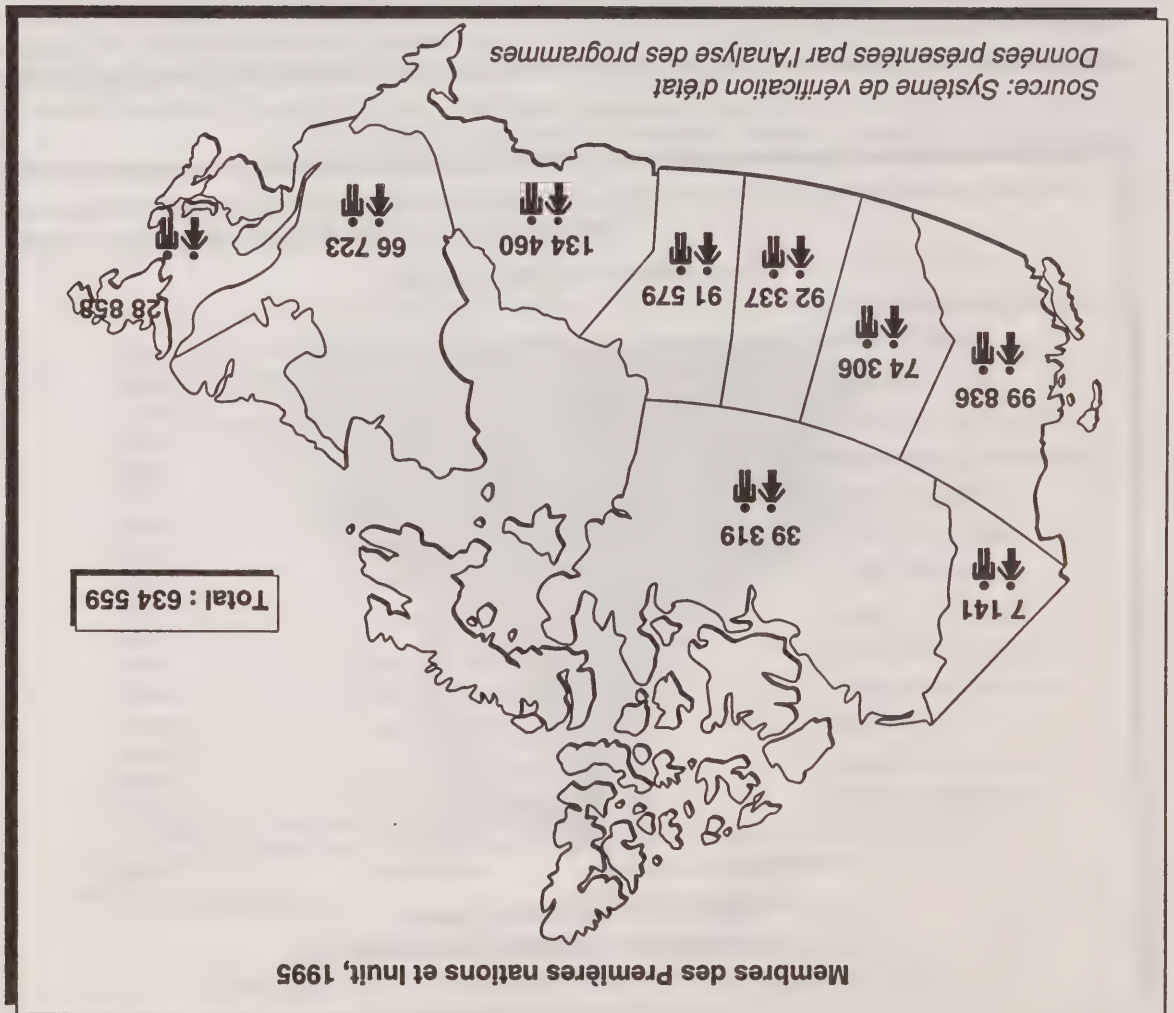 Membres des Premières nations et Inuit, 1995
7 141
Total : 634 559
39 319
99 836
74 306
92 337
91 579
134 460
66 723
28 858
Source: Système de vérification d'état
Données présentées par l'Analyse des programmes